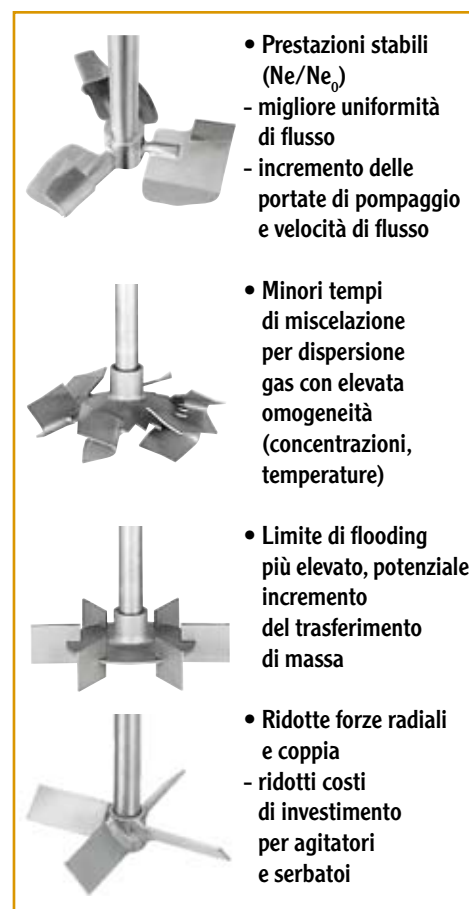 • Prestazioni stabili
(Ne/Ne₀)
- migliore uniformità
di flusso
- incremento delle
portate di pompaggio
e velocità di flusso
• Minori tempi
di miscelazione
per dispersione
gas con elevata
omogeneità
(concentrazioni,
temperature)
• Limite di flooding
più elevato, potenziale
incremento
del trasferimento
di massa
• Ridotte forze radiali
e coppia
- ridotti costi
di investimento
per agitatori
e serbatoi